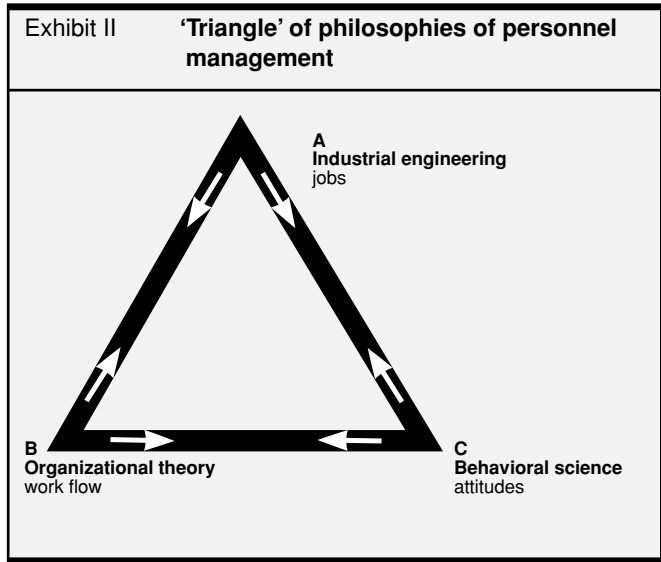 Exhibit II
'Triangle' of philosophies of personnel
management
A
Industrial engineering
jobs
B
Organizational theory
work flow
C
Behavioral science
attitudes